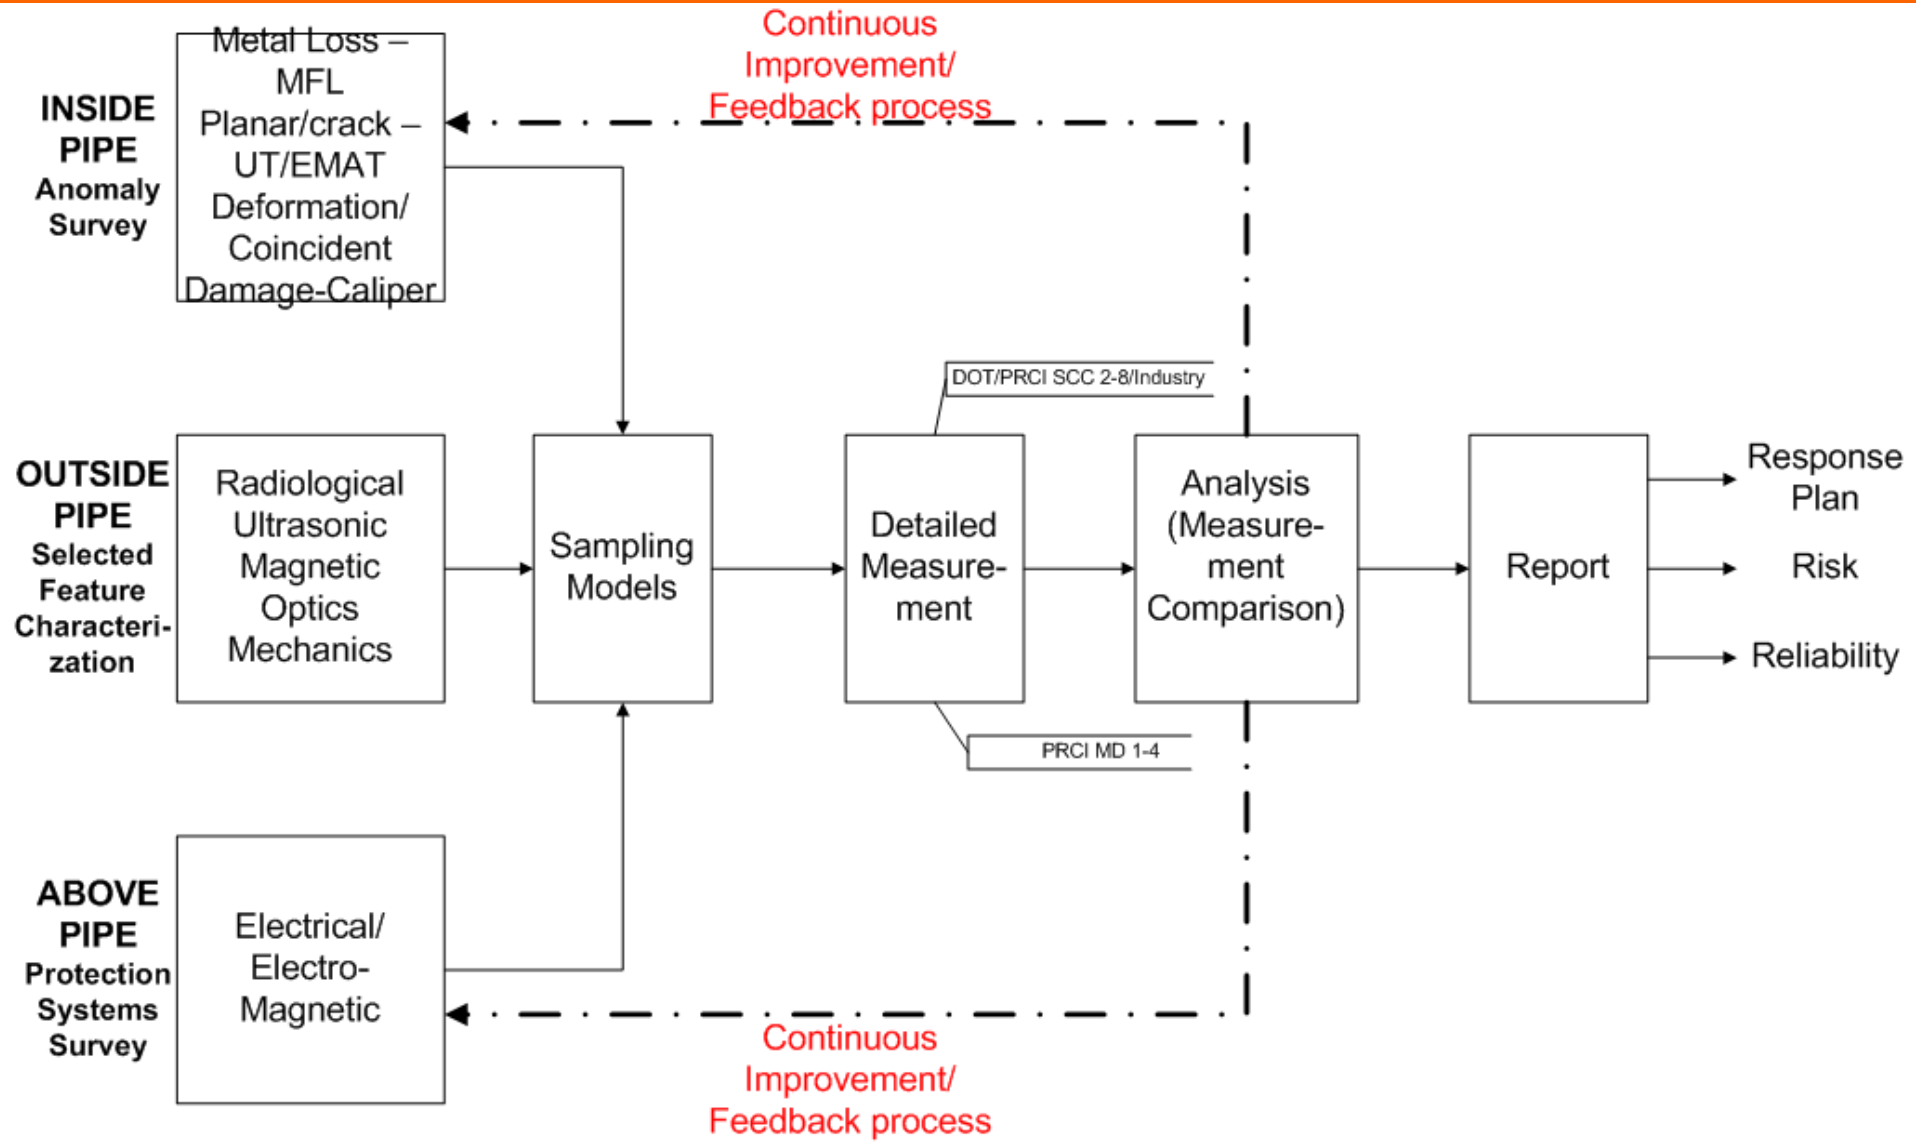 Continuous
Improvement/
Feedback process
INSIDE
PIPE
Anomaly
Survey
Metal Loss –
MFL
Planar/crack –
UT/EMAT
Deformation/
Coincident
Damage-Caliper
DOT/PRCI SCC 2-8/Industry
OUTSIDE
PIPE
Selected
Feature
Characteri-
zation
Radiological
Ultrasonic
Magnetic
Optics
Mechanics
Sampling
Models
Detailed
Measure-
ment
Analysis
(Measure-
ment
Comparison)
Report
Response
Plan
Risk
Reliability
PRCI MD 1-4
ABOVE
PIPE
Protection
Systems
Survey
Electrical/
Electro-
Magnetic
Continuous
Improvement/
Feedback process